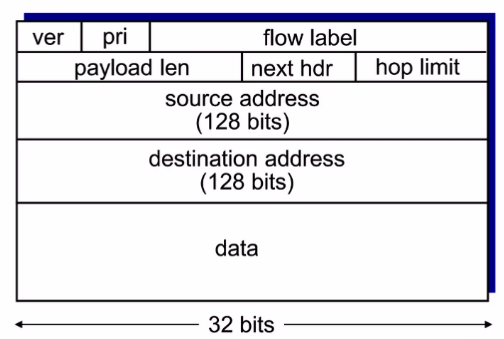 ver pri flow label
payload len next hdr hop limit
source address
(128 bits)
destination address
(128 bits)
data
32 bits